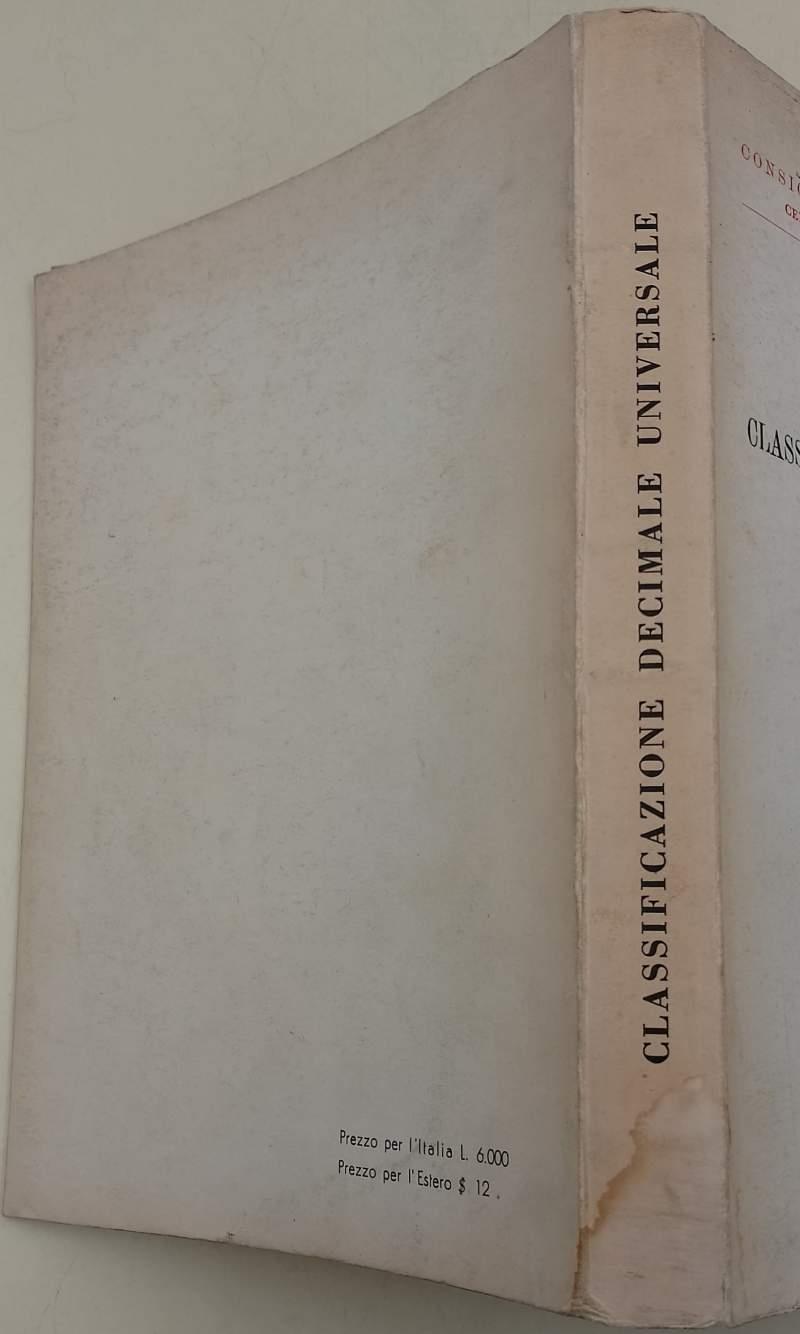 Prezzo per l'Italia L. 6.000
Prezzo per l'Estero $ 12.
CLASSIFICAZIONE DECIMALE UNIVERSALE